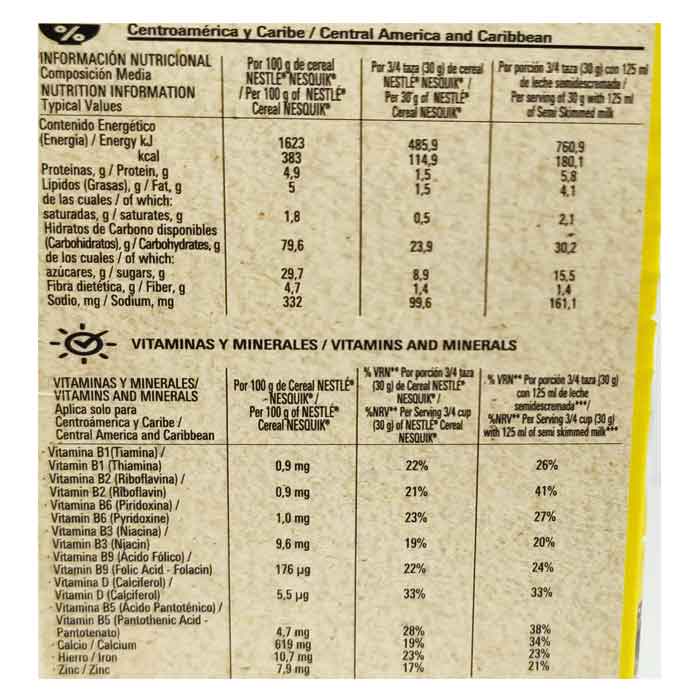 %
Centroamérica y Caribe / Central America and Caribbean
INFORMACIÓN NUTRICIONAL
Composición Media
NUTRITION INFORMATION
Typical Values
Por 100 g de cereal
NESTLÉ® NESQUIK®
/ Per 100 g of NESTLÉ®
Cereal NESQUIK®
Por 3/4 taza (30 g) de cereal
NESTLÉ® NESQUIK® /
Per 30 g of NESTLÉ®
Cereal NESQUIK®
Por porción 3/4 taza (30 g) con 125 ml
de leche semidescremada /
Per serving of 30 g with 125 ml
of Semi Skimmed milk
Contenido Energético
(Energía) / Energy kJ 1623 485,9 760,9
kcal 383 114,9 180,1
Proteinas, g / Protein, g 4,9 1,5 5,8
Lípidos (Grasas), g / Fat, g 5 1,5 4,1
de las cuales / of which:
saturadas, g / saturates, g 1,8 0,5 2,1
Hidratos de Carbono disponibles
(Carbohidratos), g / Carbohydrates, g 79,6 23,9 30,2
de los cuales / of which:
azúcares, g / sugars, g 29,7 8,9 15,5
Fibra dietética, g / Fiber, g 4,7 1,4 1,4
Sodio, mg / Sodium, mg 332 99,6 161,1
VITAMINAS Y MINERALES / VITAMINS AND MINERALS
VITAMINAS Y MINERALES/
VITAMINS AND MINERALS
Aplica solo para
Centroámerica y Caribe /
Central America and Caribbean
Por 100 g de Cereal NESTLÉ®
NESQUIK® /
Per 100 g of NESTLÉ®
Cereal NESQUIK®
% VRN** Por porción 3/4 taza
(30 g) de Cereal NESTLÉ®
NESQUIK® /
%NRV** Per Serving 3/4 cup
(30 g) of NESTLÉ® Cereal
NESQUIK®
% VRN** Por porción 3/4 taza (30 g)
con 125 ml de leche
semidescremada***/
%NRV** Per Serving 3/4 cup (30 g)
with 125 ml of semi skimmed milk***
- Vitamina B1(Tiamina) /
Vitamin B1 (Thiamina) 0,9 mg 22% 26%
- Vitamina B2 (Riboflavina) /
Vitamin B2 (Riboflavin) 0,9 mg 21% 41%
- Vitamina B6 (Piridoxina) /
Vitamin B6 (Pyridoxine) 1,0 mg 23% 27%
- Vitamina B3 (Niacina) /
Vitamin B3 (Niacin) 9,6 mg 19% 20%
- Vitamina B9 (Ácido Fólico) /
Vitamin B9 (Folic Acid - Folacin) 176 µg 22% 24%
- Vitamina D (Calciferol) /
Vitamin D (Calciferol) 5,5 µg 33% 33%
- Vitamina B5 (Ácido Pantoténico) /
Vitamin B5 (Pantothenic Acid -
Pantotenato) 4,7 mg 28% 38%
- Calcio / Calcium 619 mg 19% 34%
- Hierro / Iron 10,7 mg 23% 23%
- Zinc / Zinc 7,9 mg 17% 21%